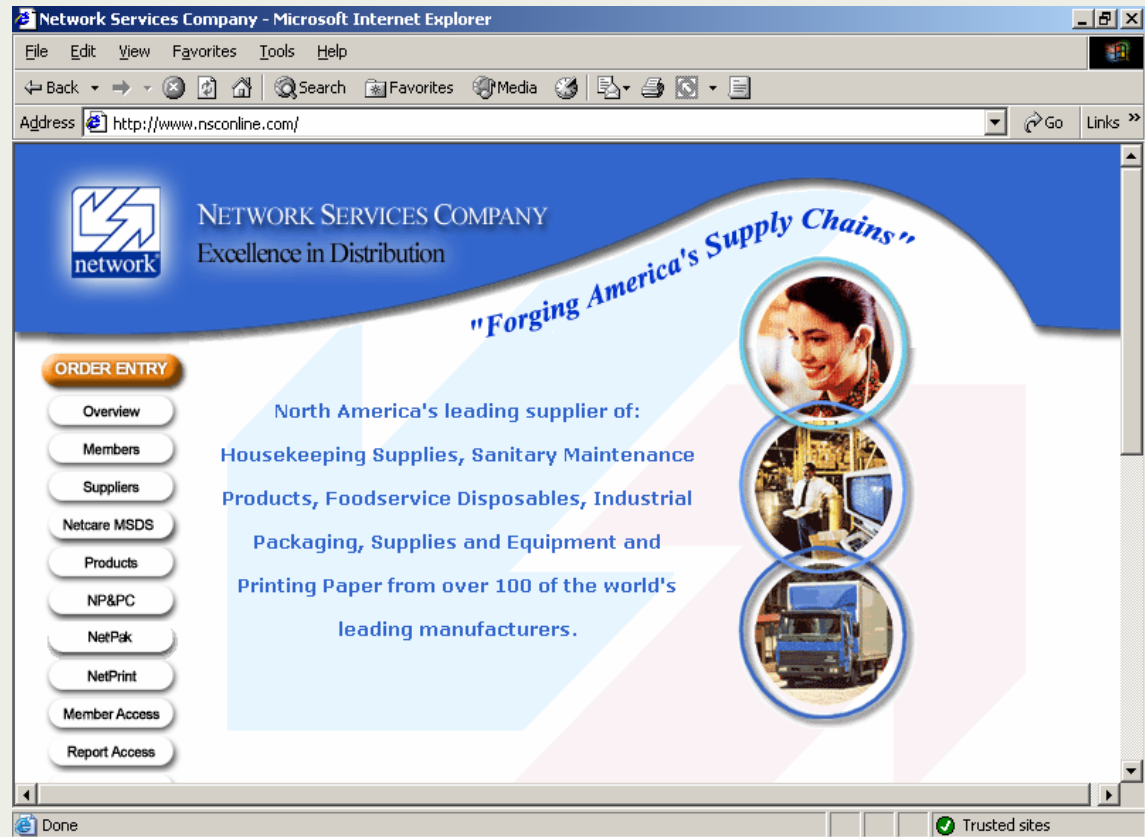 Network Services Company - Microsoft Internet Explorer
File Edit View Favorites Tools Help
Back Search Favorites Media
Address http://www.nsconline.com/ Go Links »
network
NETWORK SERVICES COMPANY
Excellence in Distribution
"Forging America's Supply Chains"
ORDER ENTRY
Overview
Members
Suppliers
Netcare MSDS
Products
NP&PC
NetPak
NetPrint
Member Access
Report Access
North America's leading supplier of:
Housekeeping Supplies, Sanitary Maintenance
Products, Foodservice Disposables, Industrial
Packaging, Supplies and Equipment and
Printing Paper from over 100 of the world's
leading manufacturers.
Done Trusted sites